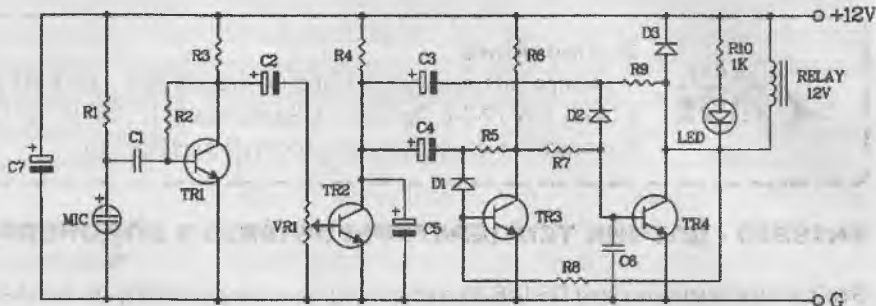 +12V
D3
R3
C2
R4
C3
R6
R10
1K
RELAY
12V
R9
R1
R2
D2
LED
C1
C4
R5
R7
C7
TR1
D1
MIC
VR1
TR2
C5
TR3
TR4
R8
C6
G